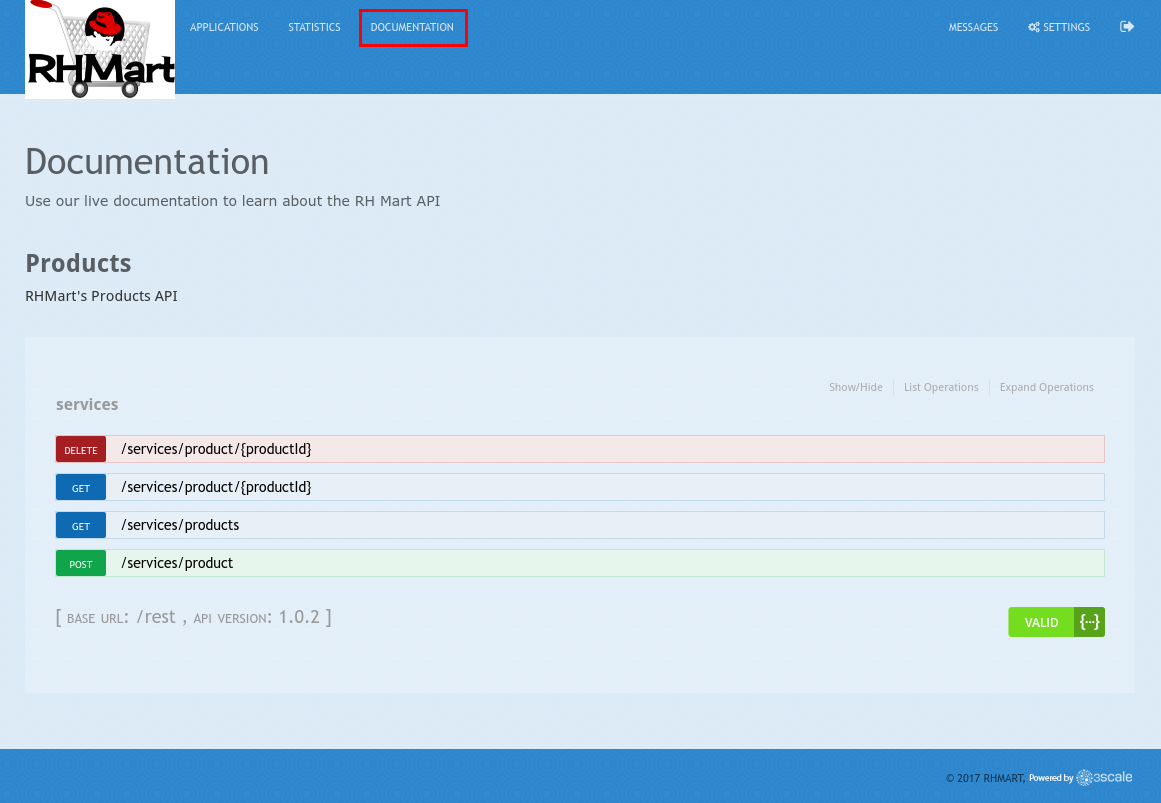 RHMart
APPLICATIONS STATISTICS DOCUMENTATION MESSAGES SETTINGS
Documentation
Use our live documentation to learn about the RH Mart API
Products
RHMart's Products API
Show/Hide List Operations Expand Operations
services
DELETE /services/product/{productId}
GET /services/product/{productId}
GET /services/products
POST /services/product
[ BASE URL: /rest , API VERSION: 1.0.2 ]
VALID {···}
© 2017 RHMART. Powered by 3scale